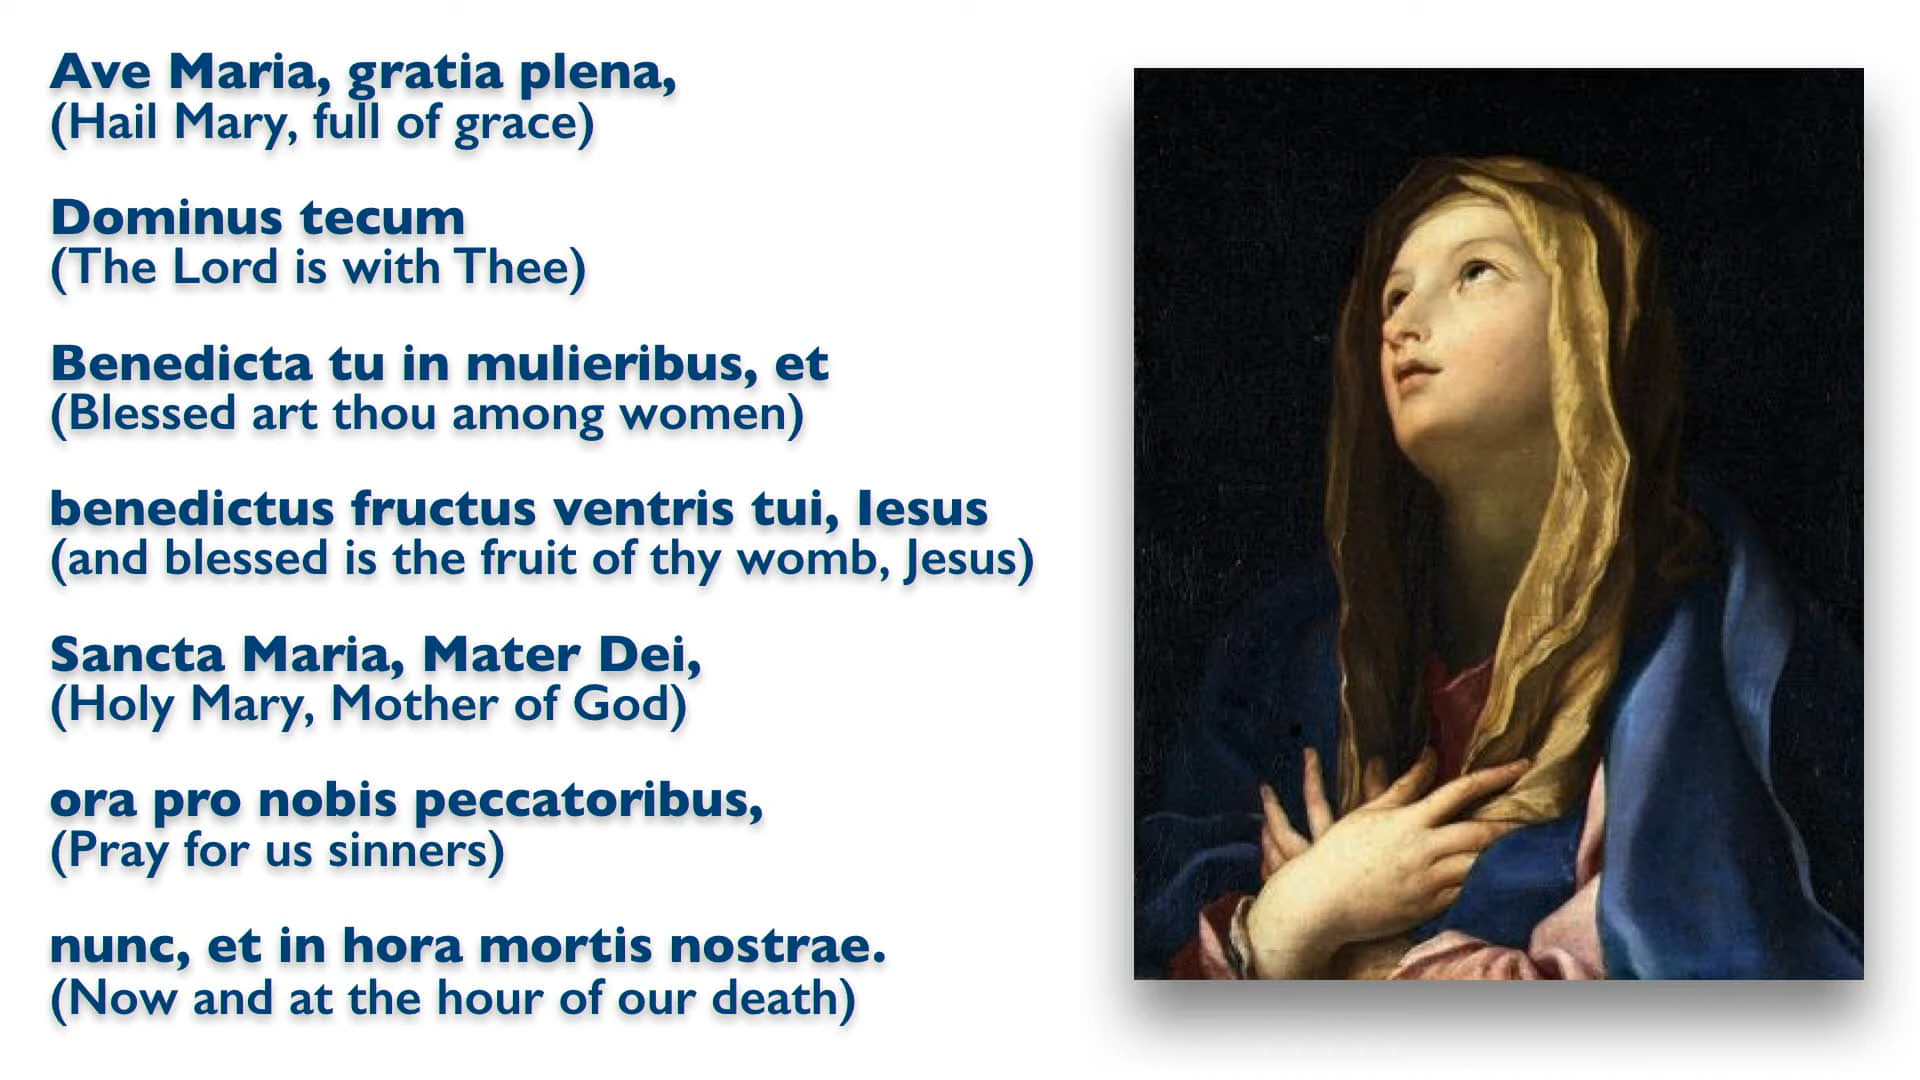 Ave Maria, gratia plena,
(Hail Mary, full of grace)
Dominus tecum
(The Lord is with Thee)
Benedicta tu in mulieribus, et
(Blessed art thou among women)
benedictus fructus ventris tui, Iesus
(and blessed is the fruit of thy womb, Jesus)
Sancta Maria, Mater Dei,
(Holy Mary, Mother of God)
ora pro nobis peccatoribus,
(Pray for us sinners)
nunc, et in hora mortis nostrae.
(Now and at the hour of our death)